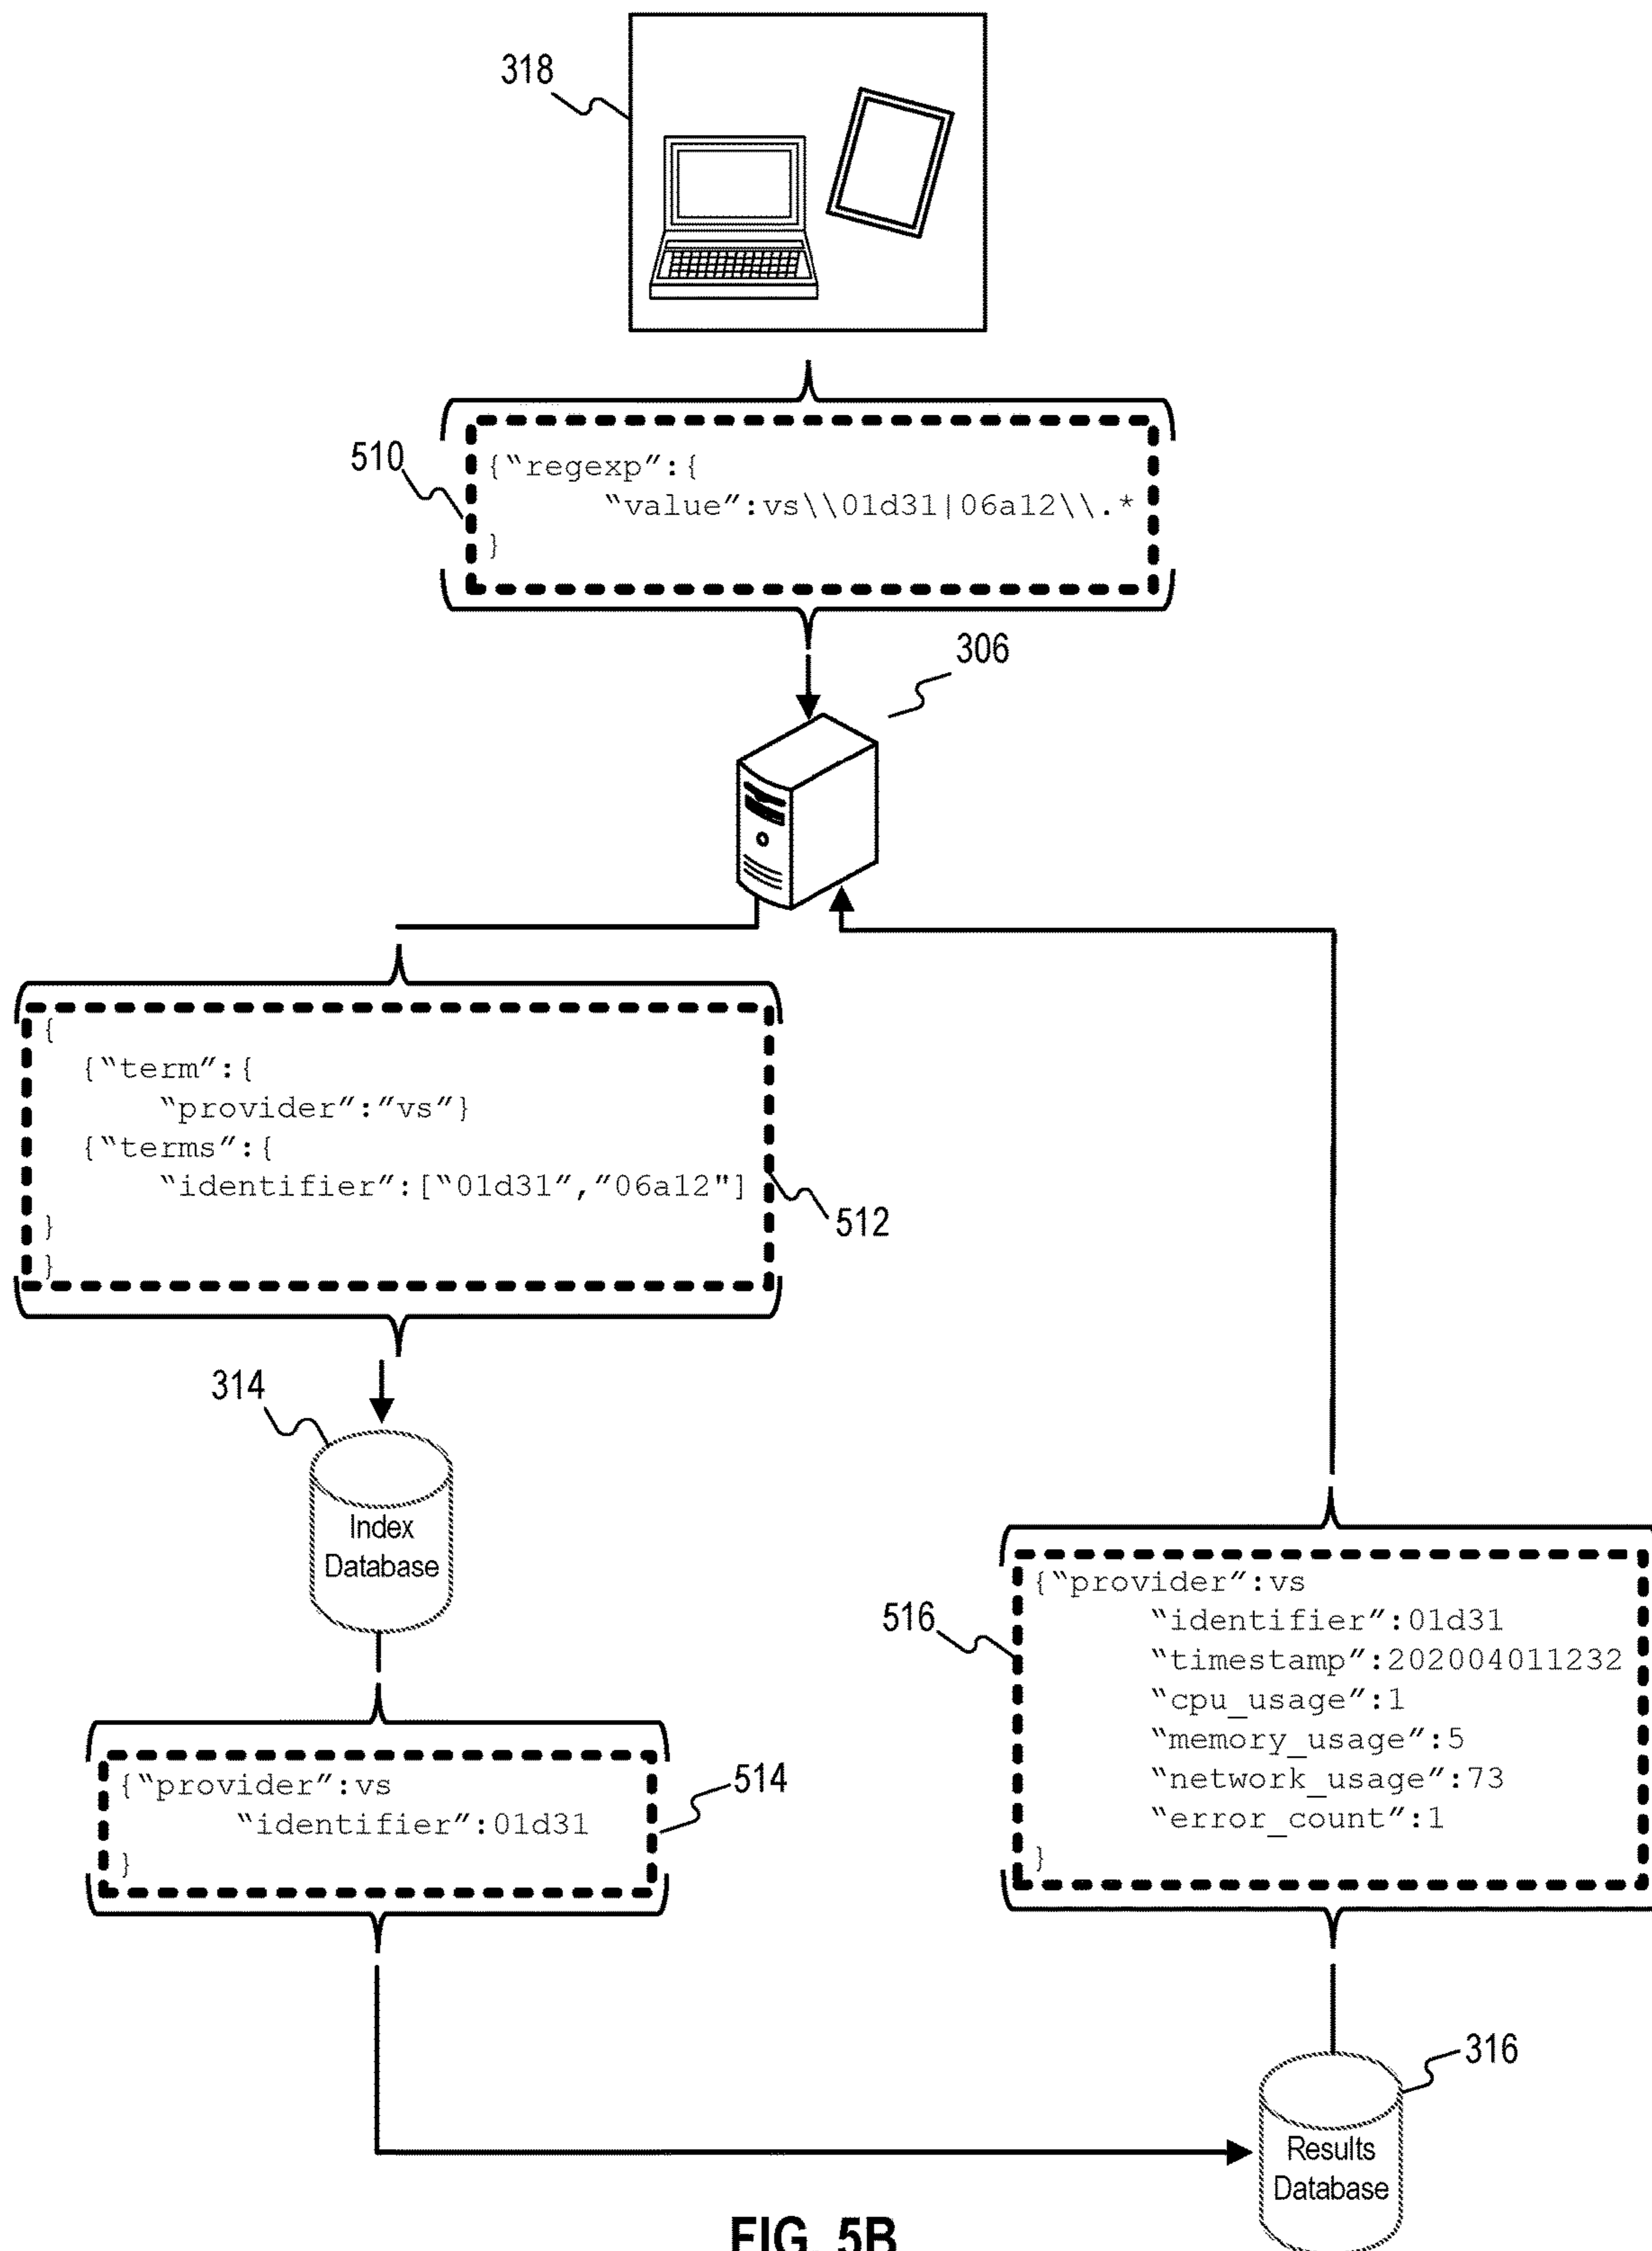 318
510
{“regexp”:{
“value”:vs\\01d31|06a12\\.*
}
306
{
{“term”:{
“provider”:”vs”}
{“terms”:{
“identifier”:[“01d31”,”06a12"]
}
}
512
314
Index
Database
{“provider”:vs
“identifier”:01d31
}
514
516
{“provider”:vs
“identifier”:01d31
“timestamp”:202004011232
“cpu_usage”:1
“memory_usage”:5
“network_usage”:73
“error_count”:1
}
316
Results
Database
FIG. 5B